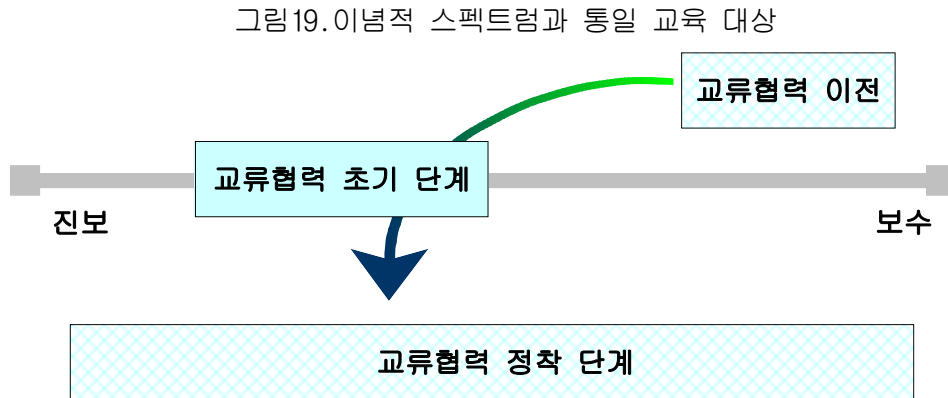 그림19.이념적 스펙트럼과 통일 교육 대상
교류협력 이전
교류협력 초기 단계
진보
보수
교류협력 정착 단계